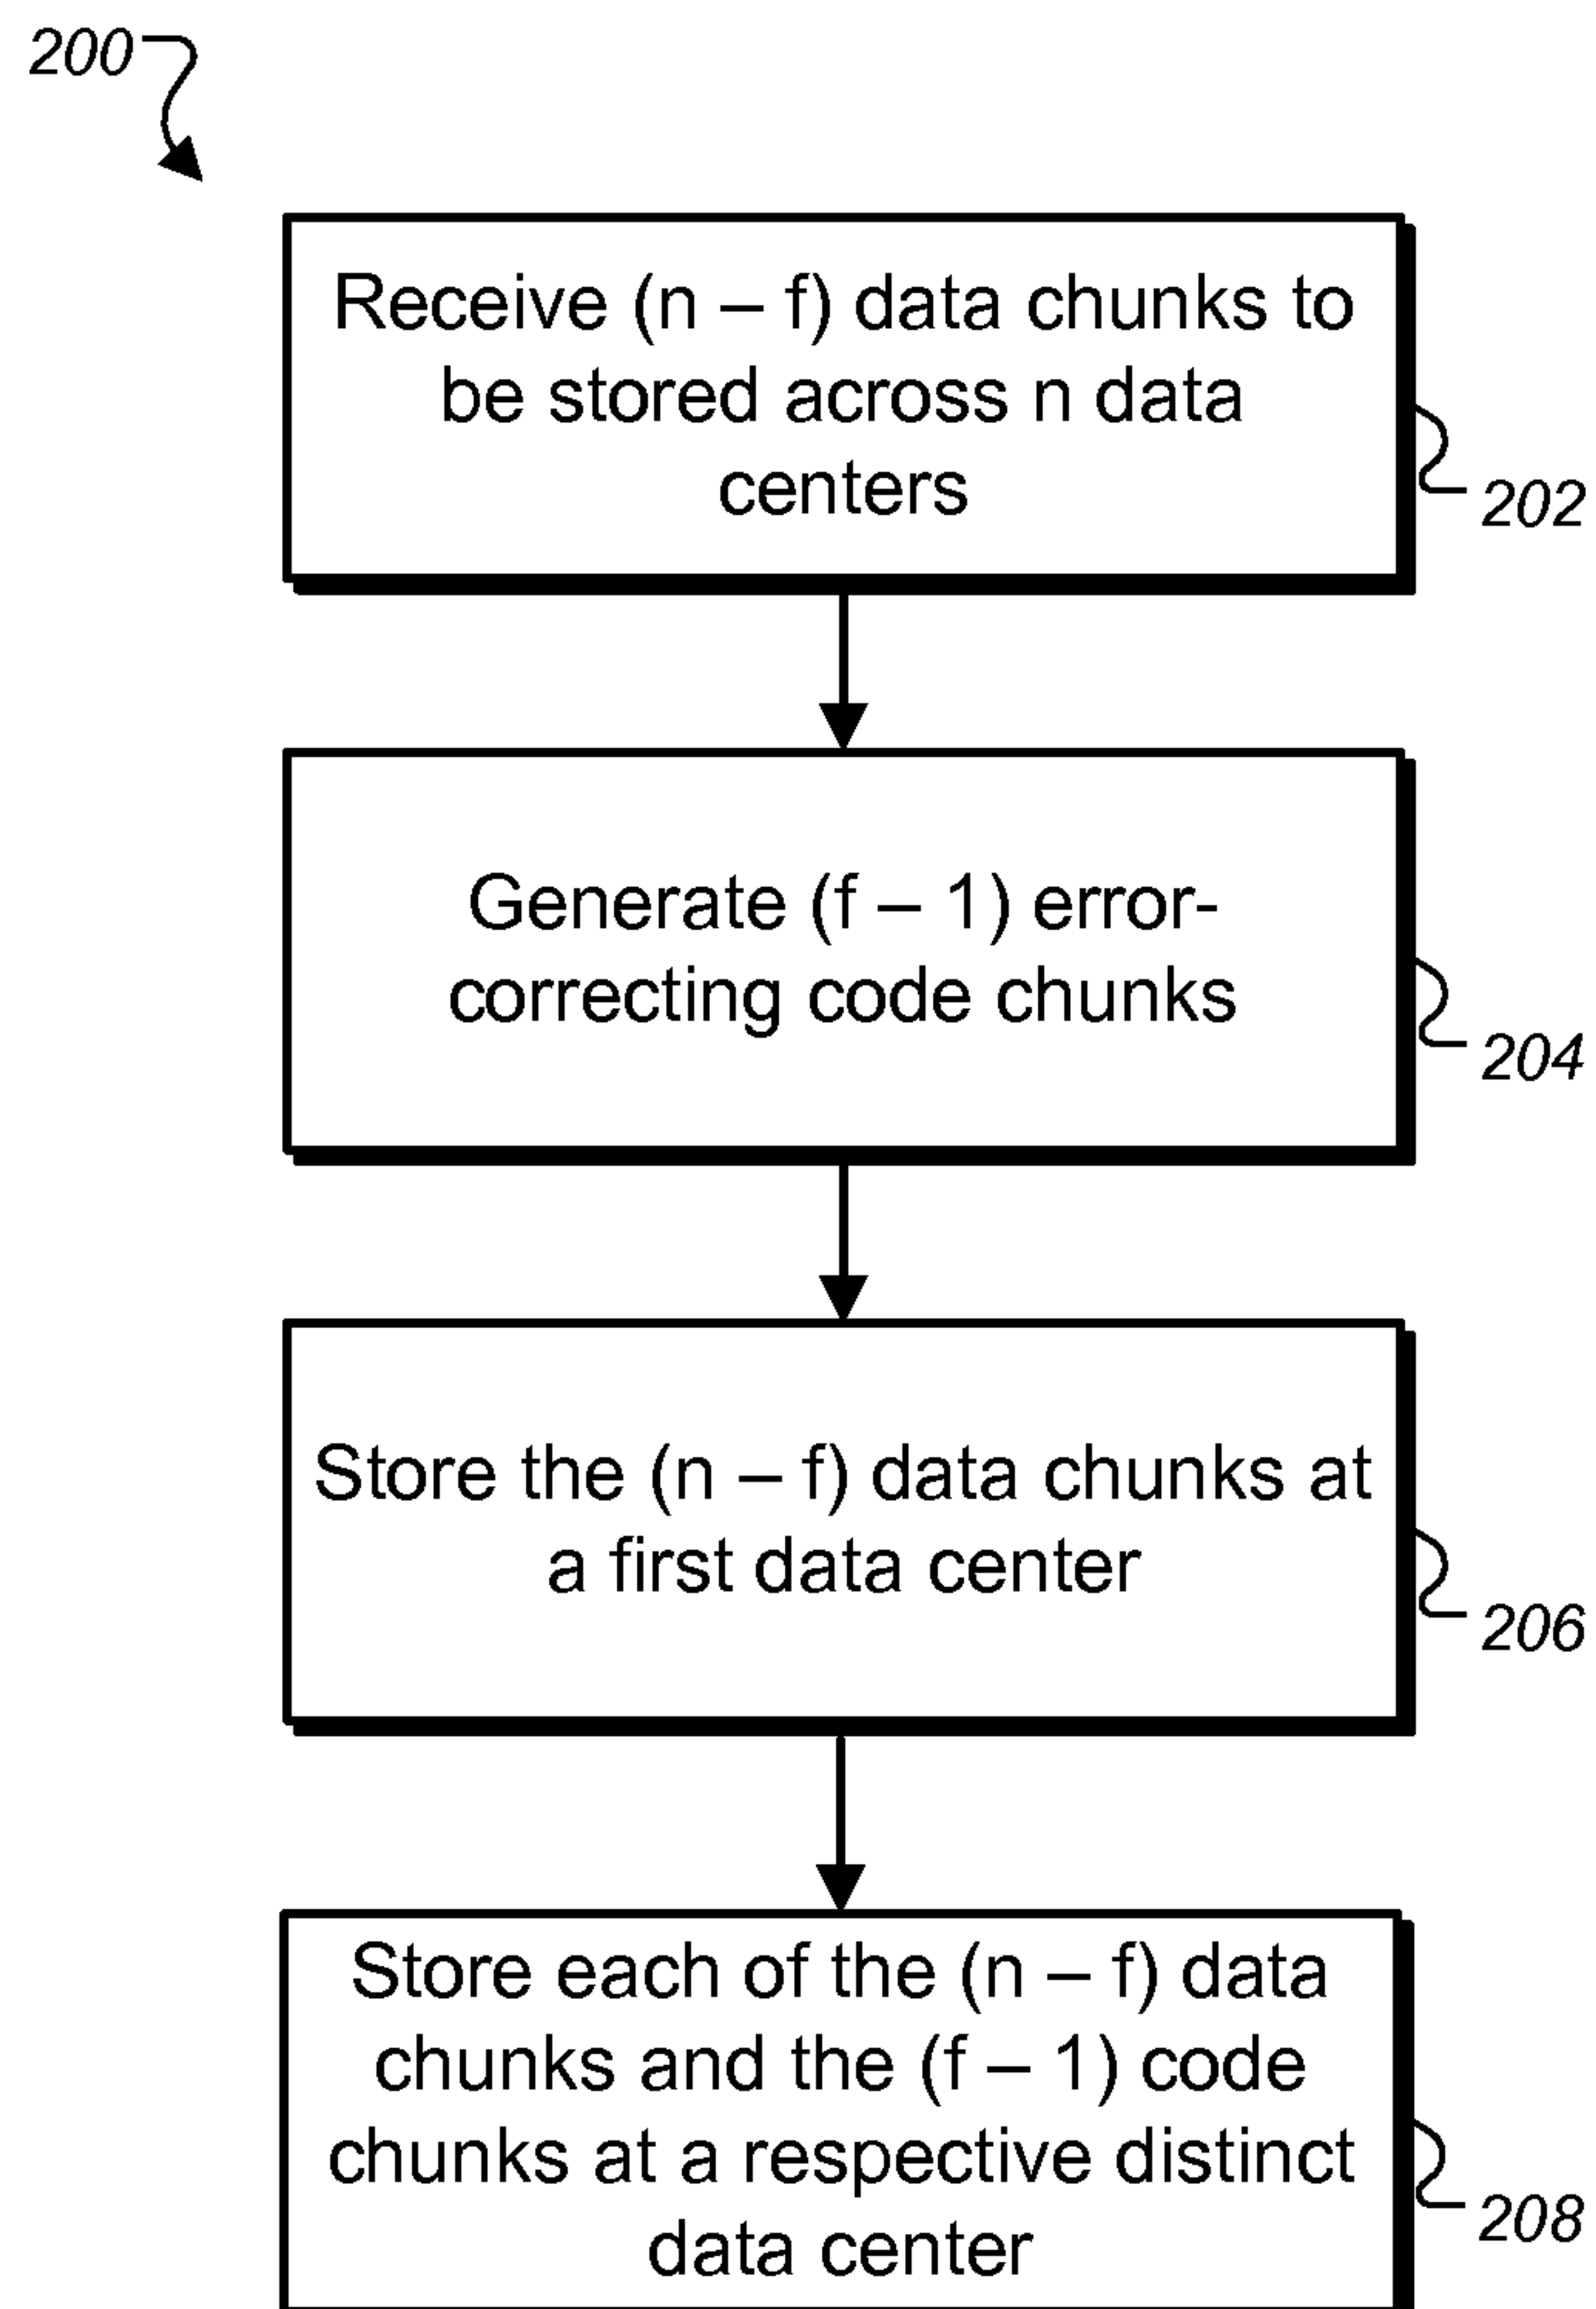 200
Receive (n – f) data chunks to
be stored across n data
centers
202
Generate (f – 1) error-
correcting code chunks
204
Store the (n – f) data chunks at
a first data center
206
Store each of the (n – f) data
chunks and the (f – 1) code
chunks at a respective distinct
data center
208